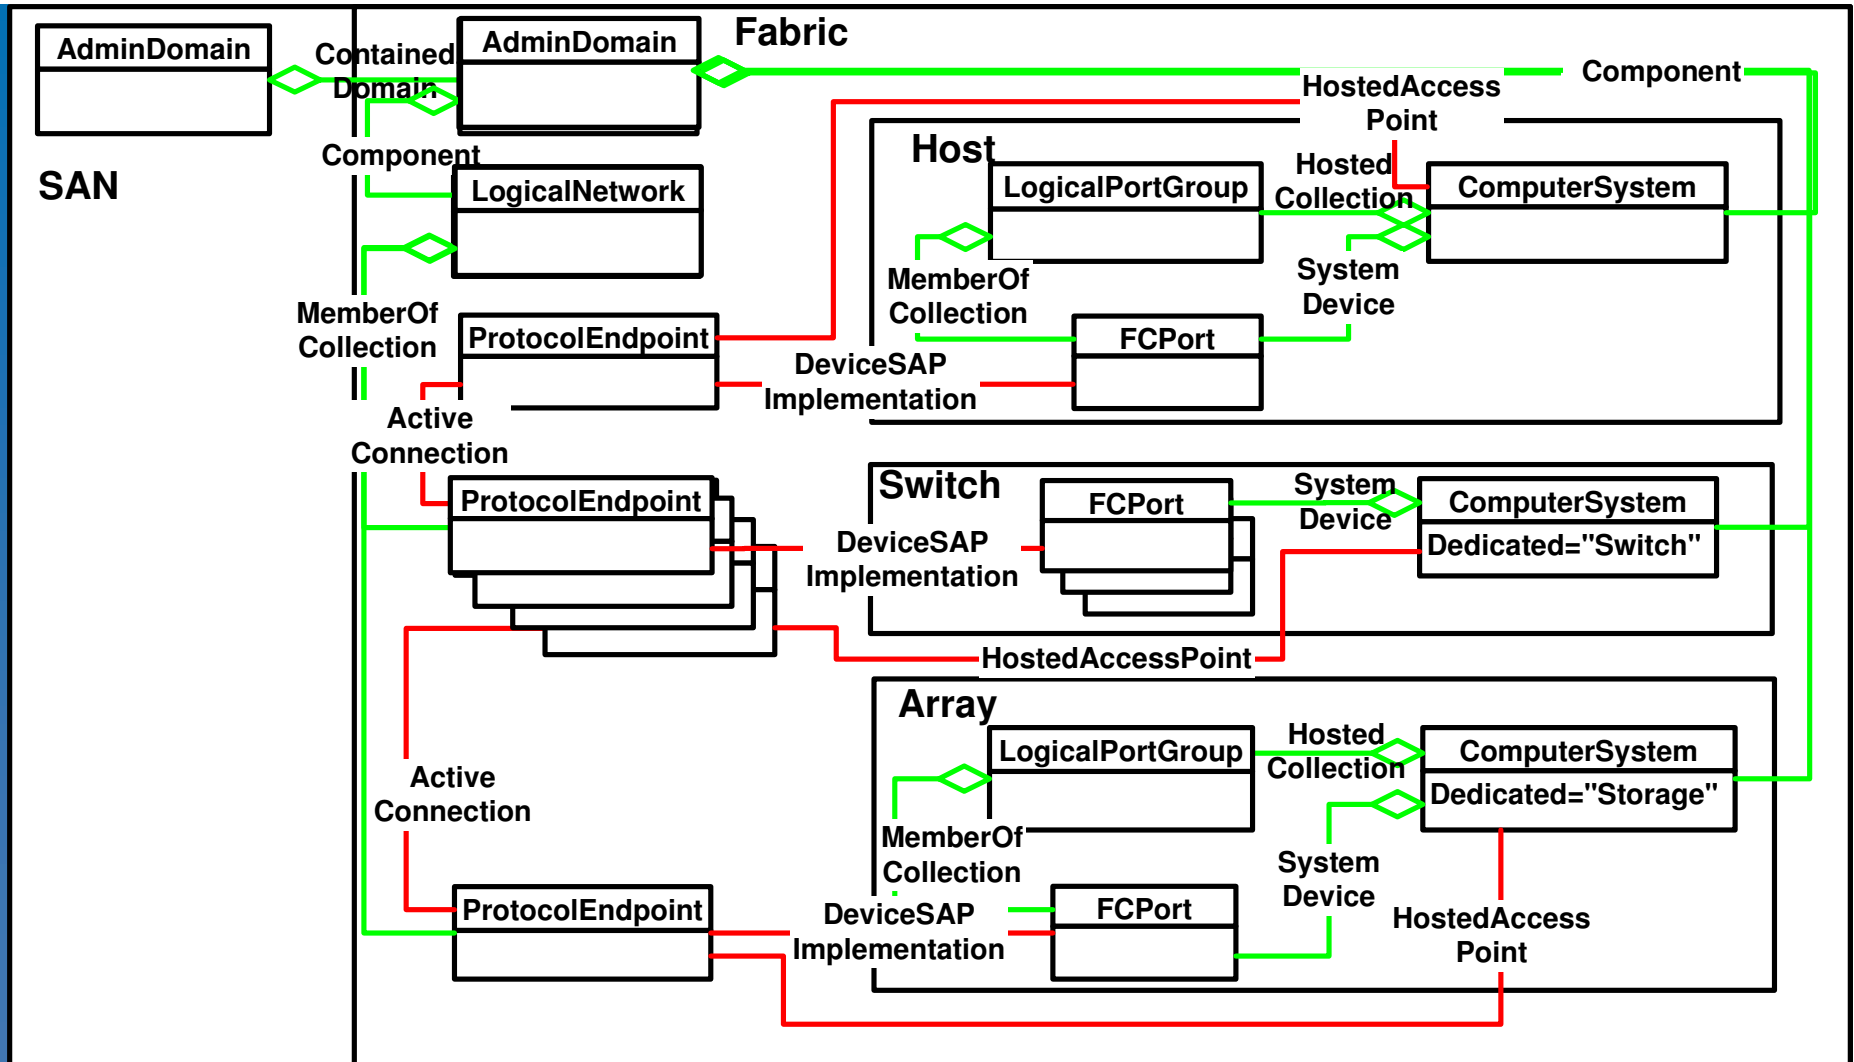 AdminDomain
SAN
Fabric
AdminDomain
Contained
Domain
Component
Component
LogicalNetwork
MemberOf
Collection
ProtocolEndpoint
HostedAccess
Point
DeviceSAP
Implementation
Host
LogicalPortGroup
Hosted
Collection
ComputerSystem
MemberOf
Collection
System
Device
FCPort
Active
Connection
ProtocolEndpoint
DeviceSAP
Implementation
Switch
FCPort
System
Device
ComputerSystem
Dedicated="Switch"
HostedAccessPoint
Array
LogicalPortGroup
Hosted
Collection
ComputerSystem
Dedicated="Storage"
MemberOf
Collection
System
Device
Active
Connection
ProtocolEndpoint
DeviceSAP
Implementation
FCPort
HostedAccess
Point